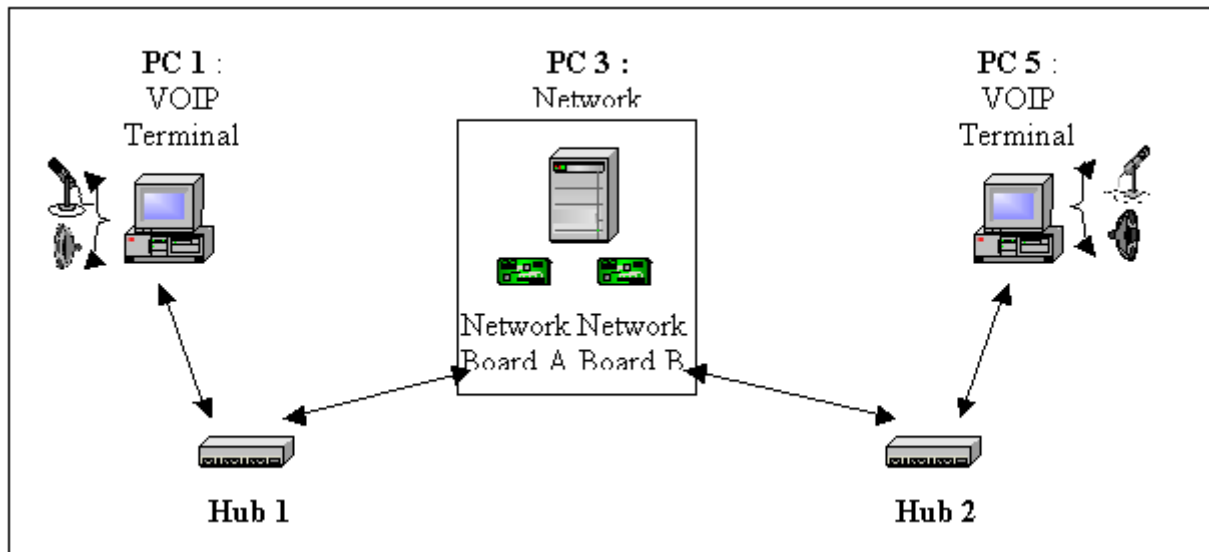 PC 1 :
VOIP
Terminal
PC 3 :
Network
Network Network
Board A Board B
PC 5 :
VOIP
Terminal
Hub 1
Hub 2